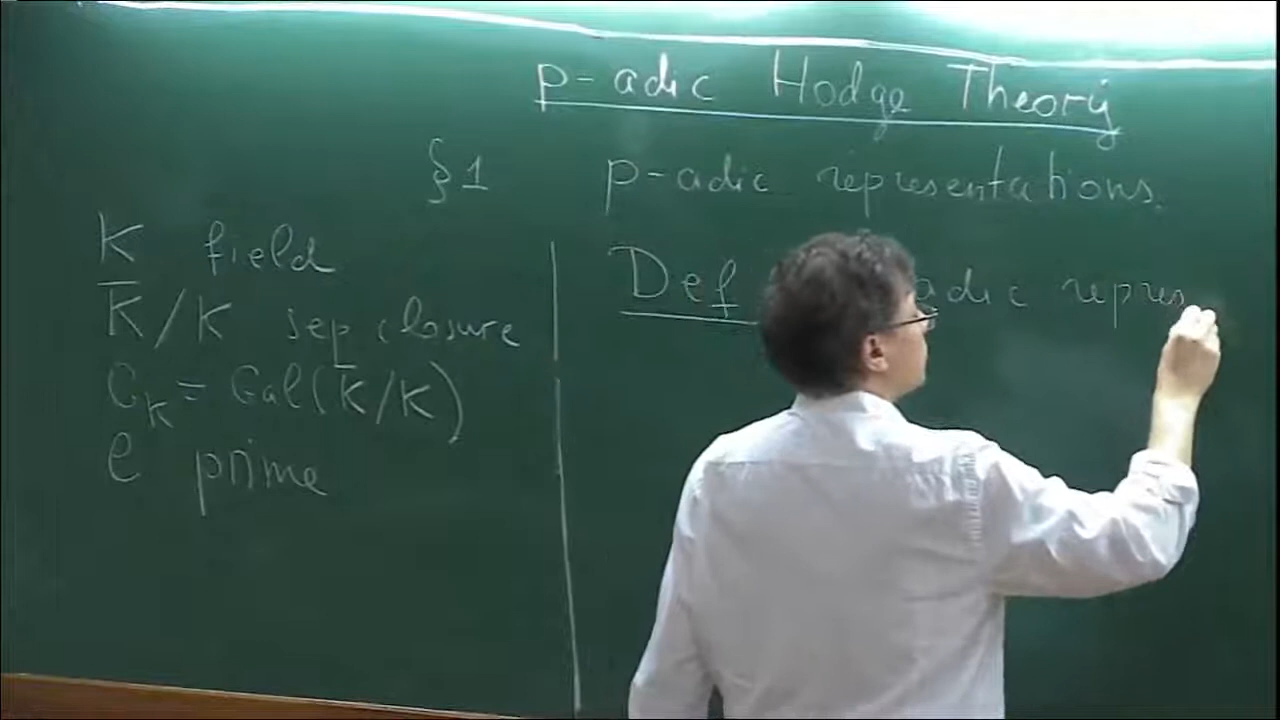 p-adic Hodge Theory
§1 p-adic representations.
K field
K̅/K sep closure
G_K = Gal(K̅/K)
ℓ prime
Def adic repres